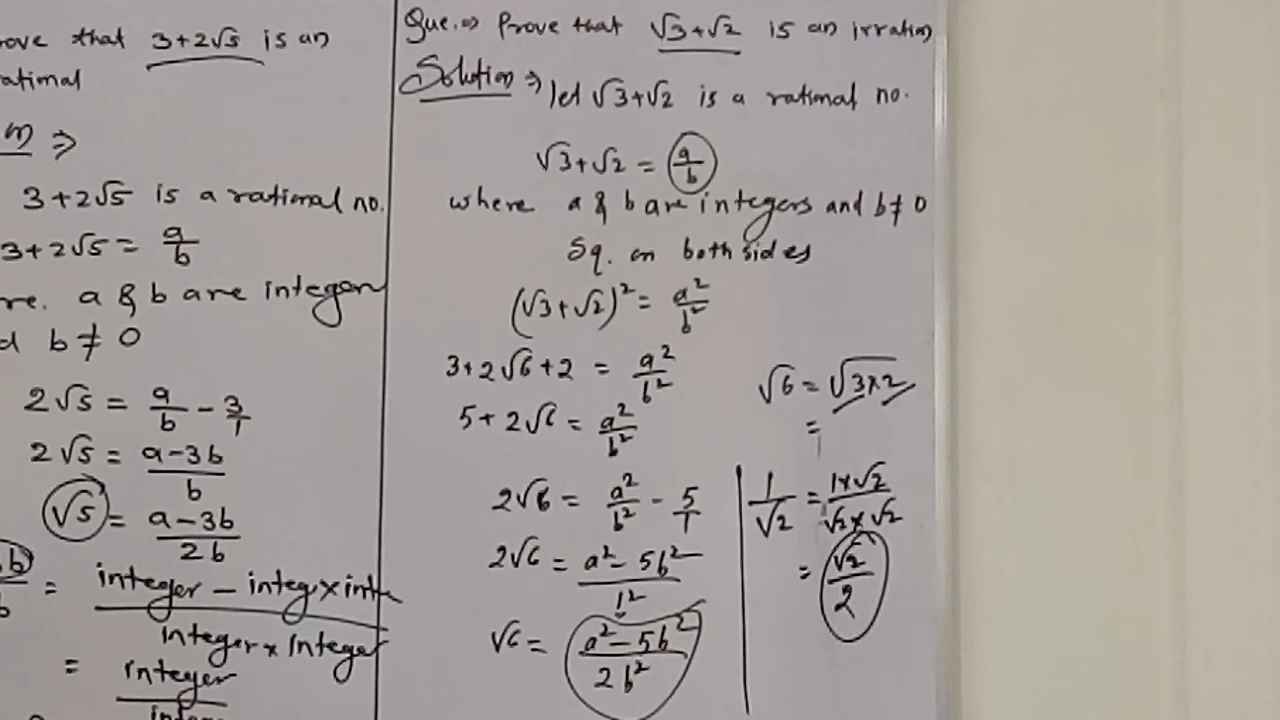 ove that 3+2√5 is an
ational
n) ⇒
3+2√5 is a rational no.
3+2√5 = a/b
re. a & b are integers
d b ≠ 0
2√5 = a/b - 3/1
2√5 = (a-3b)/b
√5 = (a-3b)/2b
b/b = (integer - integ×int)/(integer × integer)
= integer/
Que. ⇒ Prove that √3+√2 is an irration
Solution ⇒ let √3+√2 is a rational no.
√3+√2 = a/b
where a & b are integers and b ≠ 0
Sq. on both sides
(√3+√2)² = a²/b²
3+2√6+2 = a²/b²
5+2√6 = a²/b²
2√6 = a²/b² - 5/1
2√6 = (a²-5b²)/b²
√6 = (a²-5b²)/2b²
√6 = √3×2
=
1/√2 = (1×√2)/(√2×√2)
= √2/2